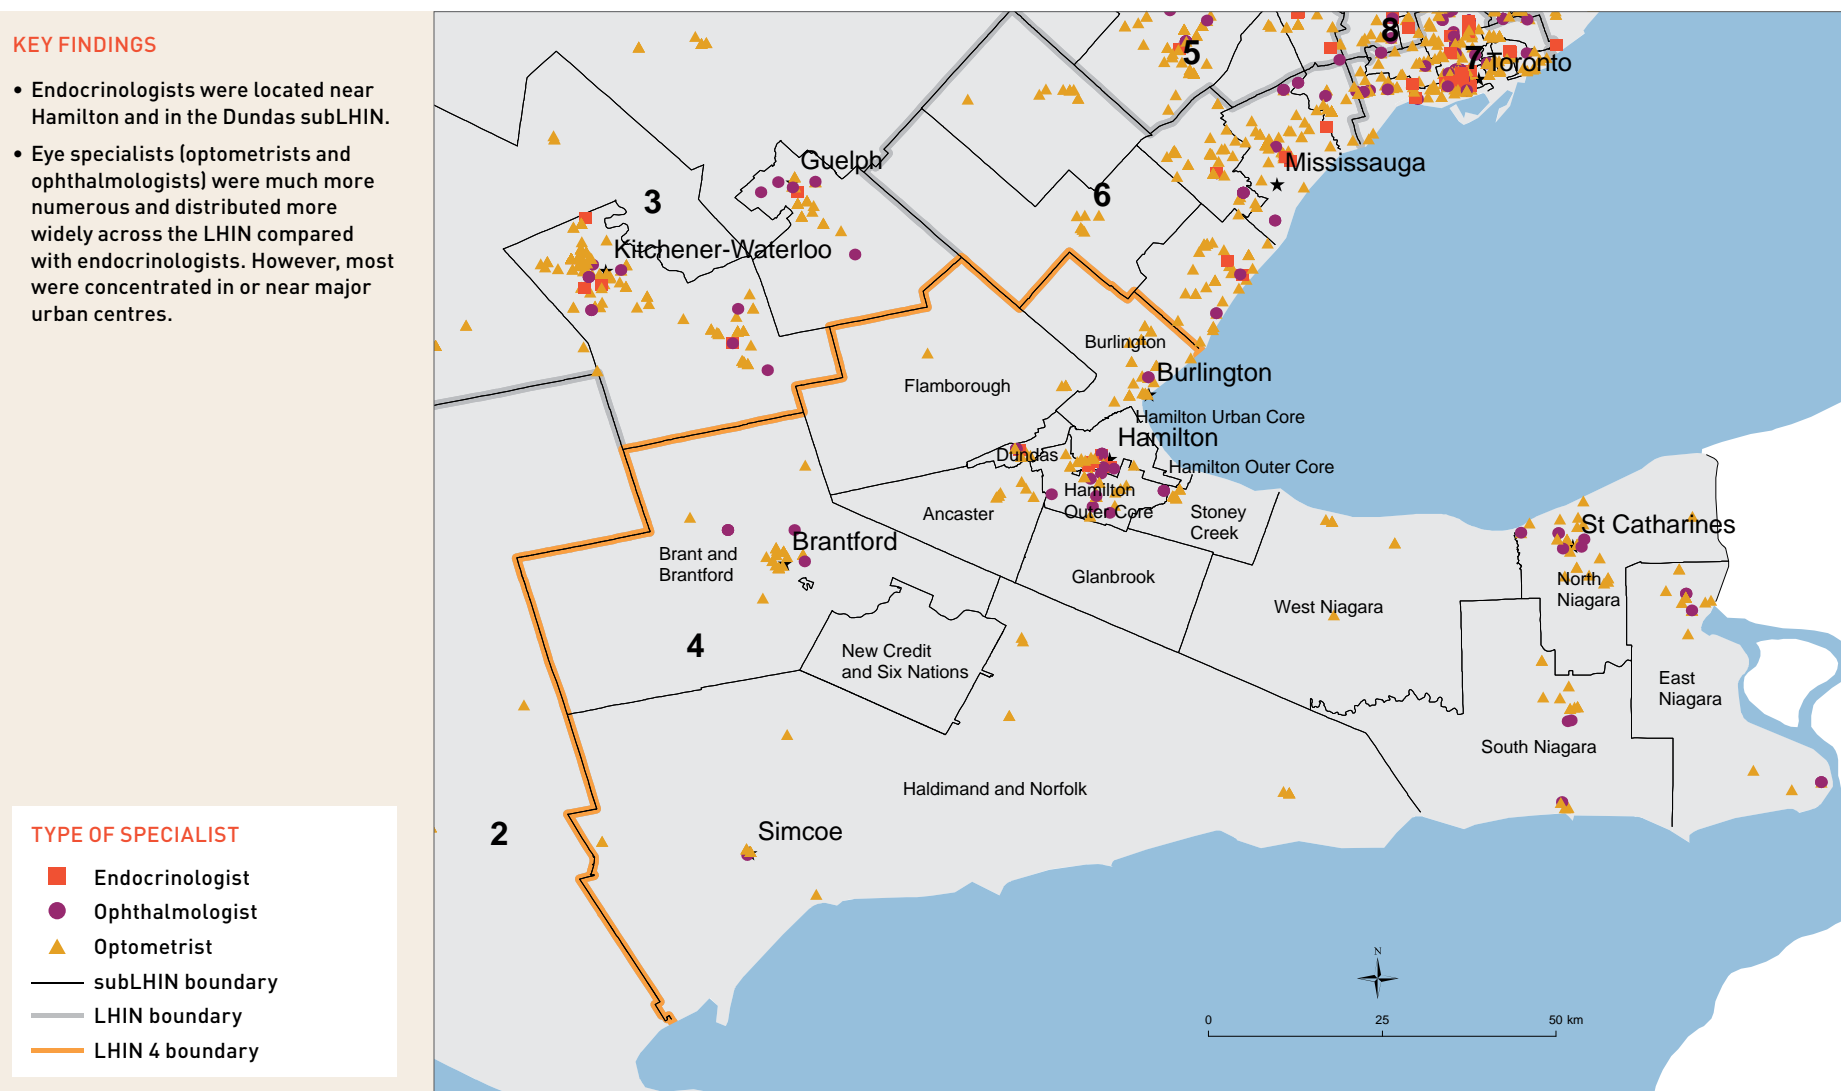 KEY FINDINGS
• Endocrinologists were located near
Hamilton and in the Dundas subLHIN.
• Eye specialists (optometrists and
ophthalmologists) were much more
numerous and distributed more
widely across the LHIN compared
with endocrinologists. However, most
were concentrated in or near major
urban centres.
TYPE OF SPECIALIST
Endocrinologist
Ophthalmologist
Optometrist
subLHIN boundary
LHIN boundary
LHIN 4 boundary
8
5
7
Toronto
Guelph
Mississauga
3
6
Kitchener-Waterloo
Burlington
Burlington
Flamborough
Hamilton Urban Core
Hamilton
Dundas
Hamilton Outer Core
Hamilton
Outer Core
Ancaster
Stoney
Creek
St Catharines
Brantford
Brant and
Brantford
Glanbrook
North
Niagara
West Niagara
4
New Credit
and Six Nations
East
Niagara
South Niagara
Haldimand and Norfolk
2
Simcoe
N
0
25
50 km